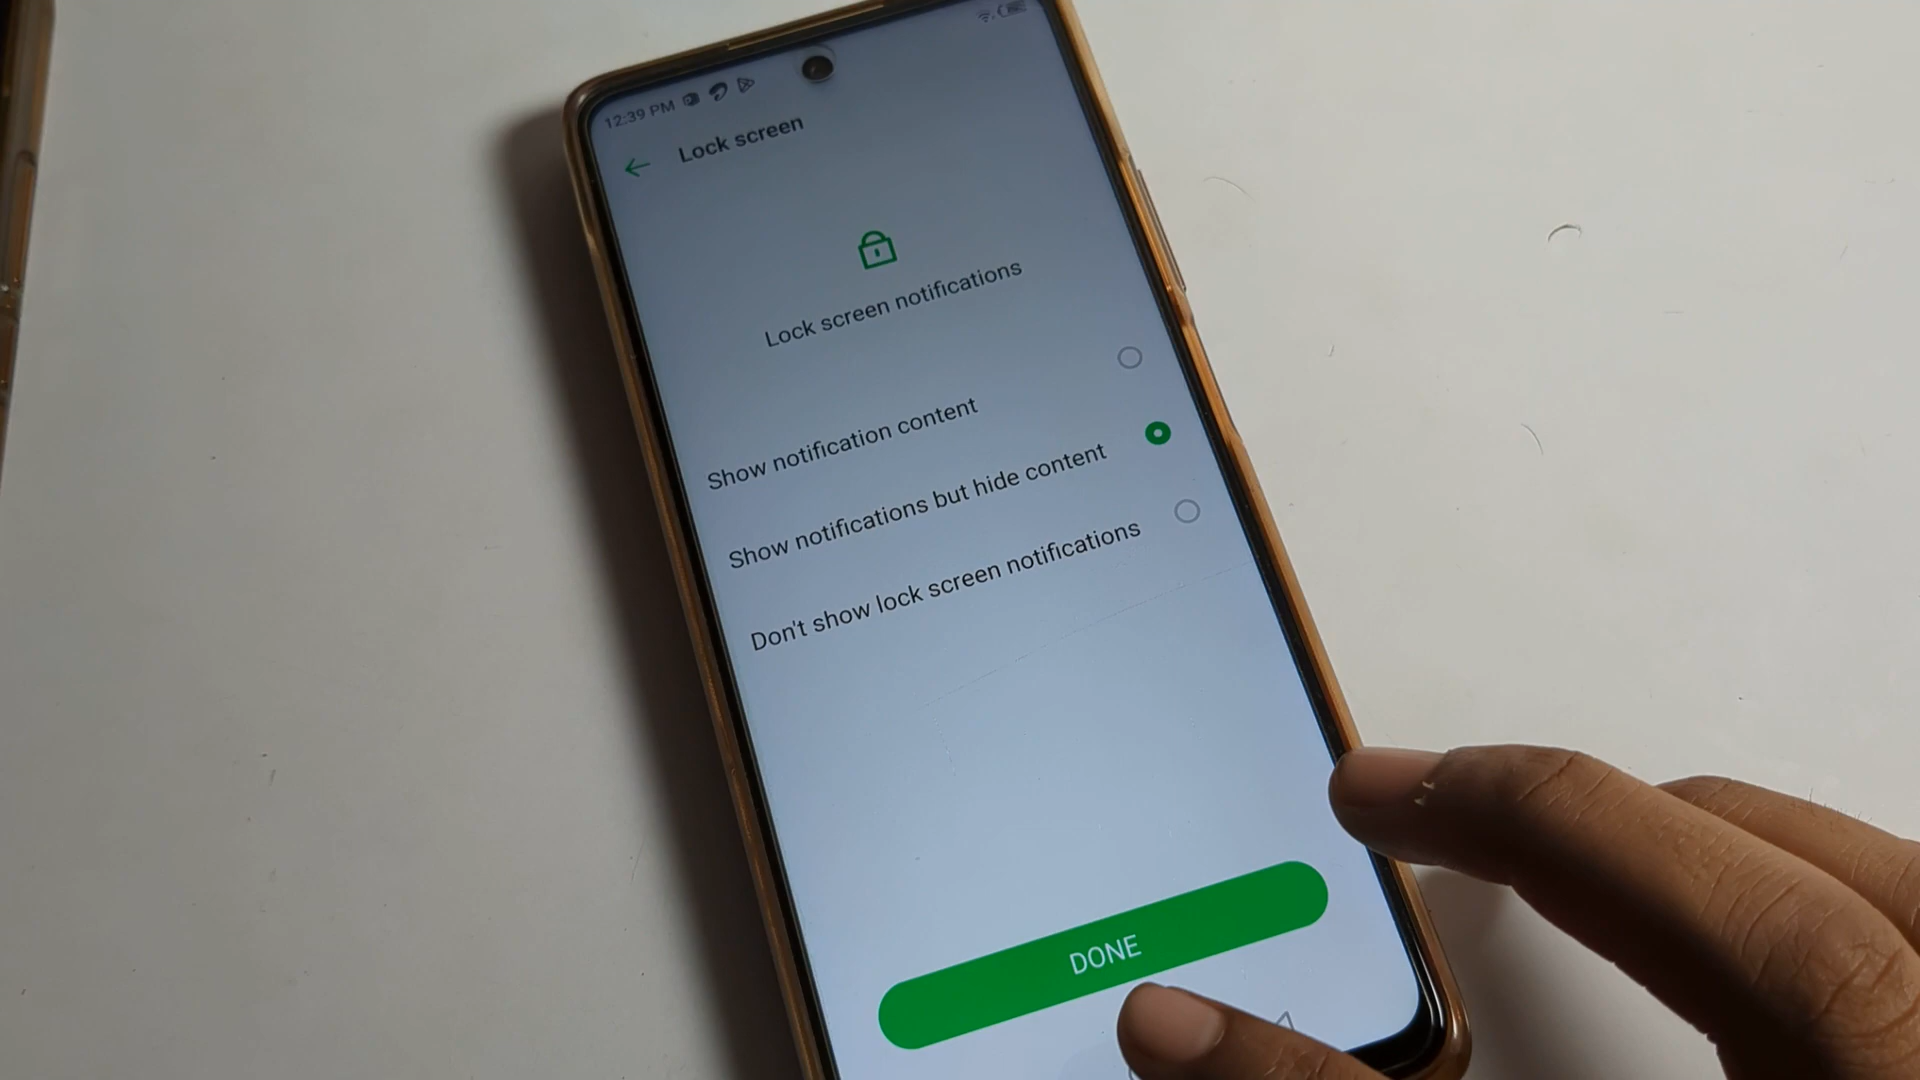 12:39 PM
Lock screen
Lock screen notifications
Show notification content
Show notifications but hide content
Don't show lock screen notifications
DONE